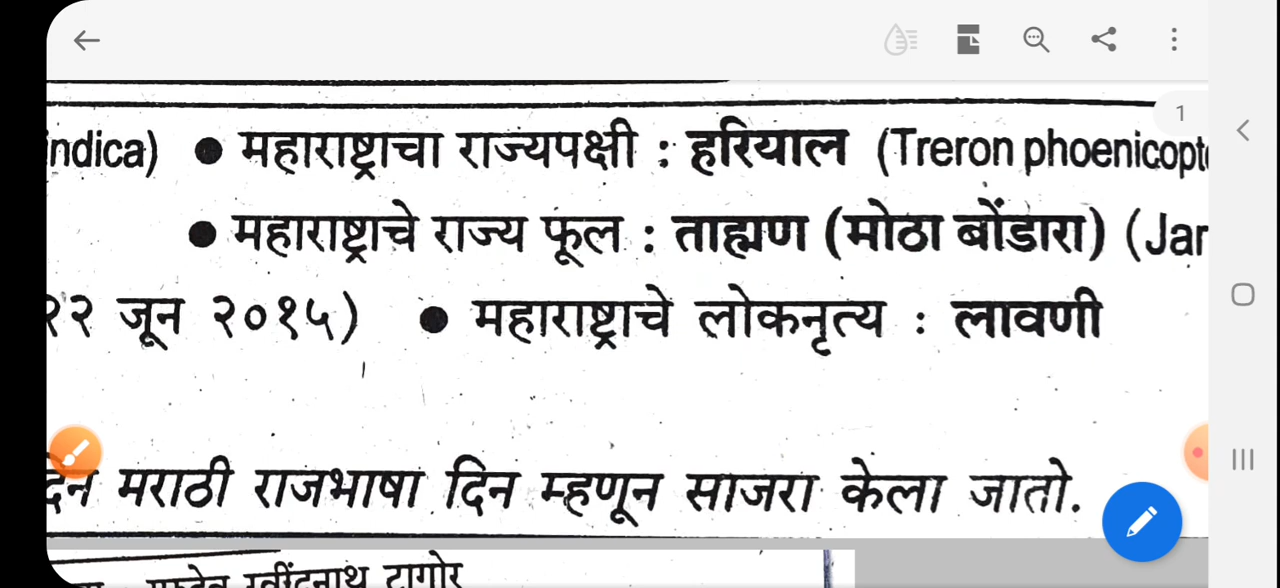 1
indica) ● महाराष्ट्राचा राज्यपक्षी : हरियाल (Treron phoenicopt
● महाराष्ट्राचे राज्य फूल : ताह्मण (मोठा बोंडारा) (Jar
२२ जून २०१५) ● महाराष्ट्राचे लोकनृत्य : लावणी
दिन मराठी राजभाषा दिन म्हणून साजरा केला जातो.
रवींद्रनाथ टागोर